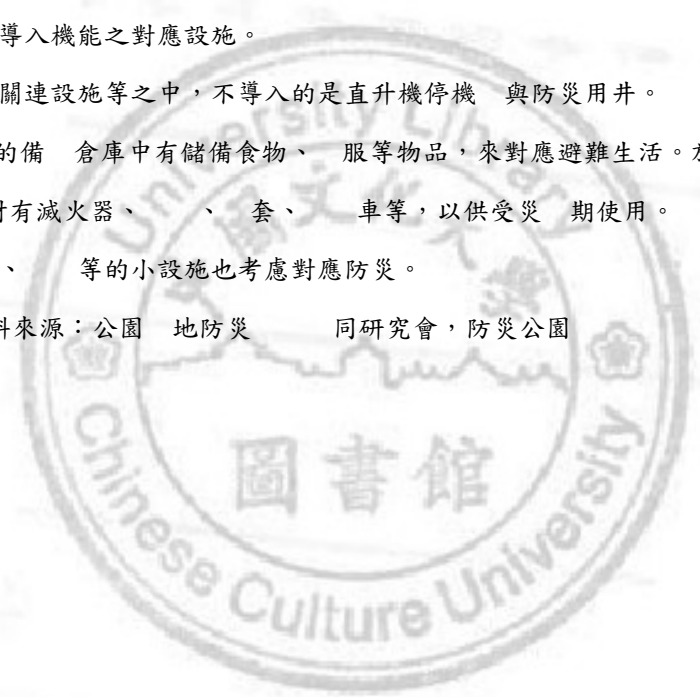 導入機能之對應設施。
關連設施等之中，不導入的是直升機停機　與防災用井。
的備　倉庫中有儲備食物、　服等物品，來對應避難生活。
有滅火器、　　、　套、　　車等，以供受災　期使用。
、　　等的小設施也考慮對應防災。
來源：公園　地防災　　　同研究會，防災公園
University Library
文化大學
圖書館
Chinese Culture University